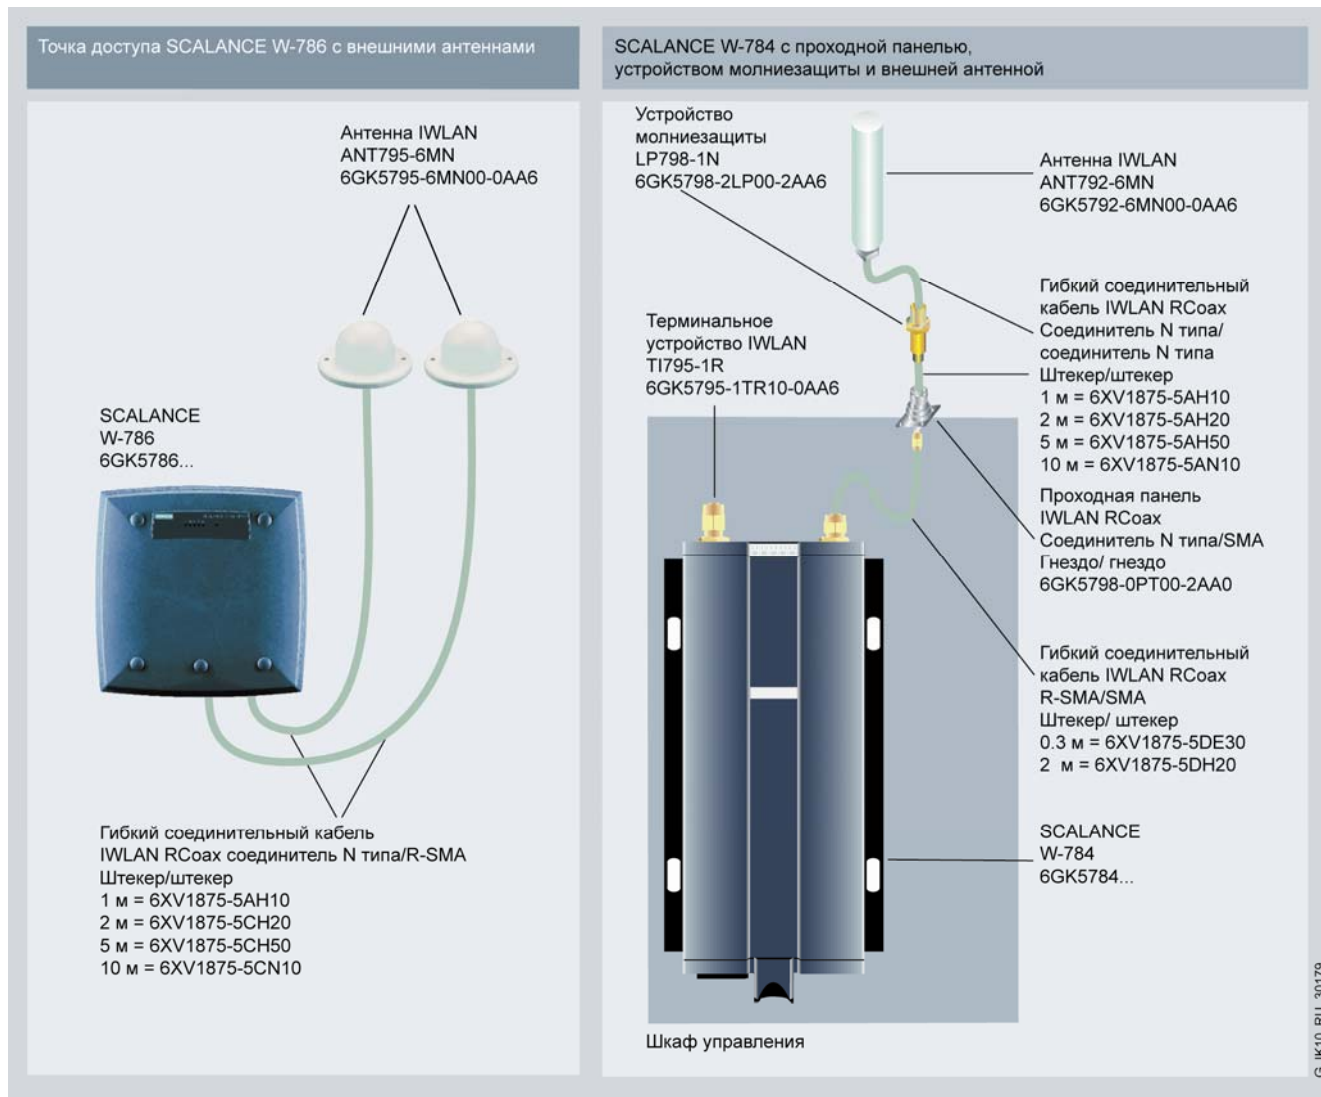 Точка доступа SCALANCE W-786 с внешними антеннами
Антенна IWLAN
ANT795-6MN
6GK5795-6MN00-0AA6
SCALANCE
W-786
6GK5786...
Гибкий соединительный кабель
IWLAN RCoax соединитель N типа/R-SMA
Штекер/штекер
1 м = 6XV1875-5AH10
2 м = 6XV1875-5CH20
5 м = 6XV1875-5CH50
10 м = 6XV1875-5CN10
SCALANCE W-784 с проходной панелью,
устройством молниезащиты и внешней антенной
Устройство
молниезащиты
LP798-1N
6GK5798-2LP00-2AA6
Антенна IWLAN
ANT792-6MN
6GK5792-6MN00-0AA6
Терминальное
устройство IWLAN
TI795-1R
6GK5795-1TR10-0AA6
Гибкий соединительный
кабель IWLAN RCoax
Соединитель N типа/
соединитель N типа
Штекер/штекер
1 м = 6XV1875-5AH10
2 м = 6XV1875-5AH20
5 м = 6XV1875-5AH50
10 м = 6XV1875-5AN10
Проходная панель
IWLAN RCoax
Соединитель N типа/SMA
Гнездо/ гнездо
6GK5798-0PT00-2AA0
Гибкий соединительный
кабель IWLAN RCoax
R-SMA/SMA
Штекер/ штекер
0.3 м = 6XV1875-5DE30
2 м = 6XV1875-5DH20
SCALANCE
W-784
6GK5784...
Шкаф управления
G_IK10_RU_30179